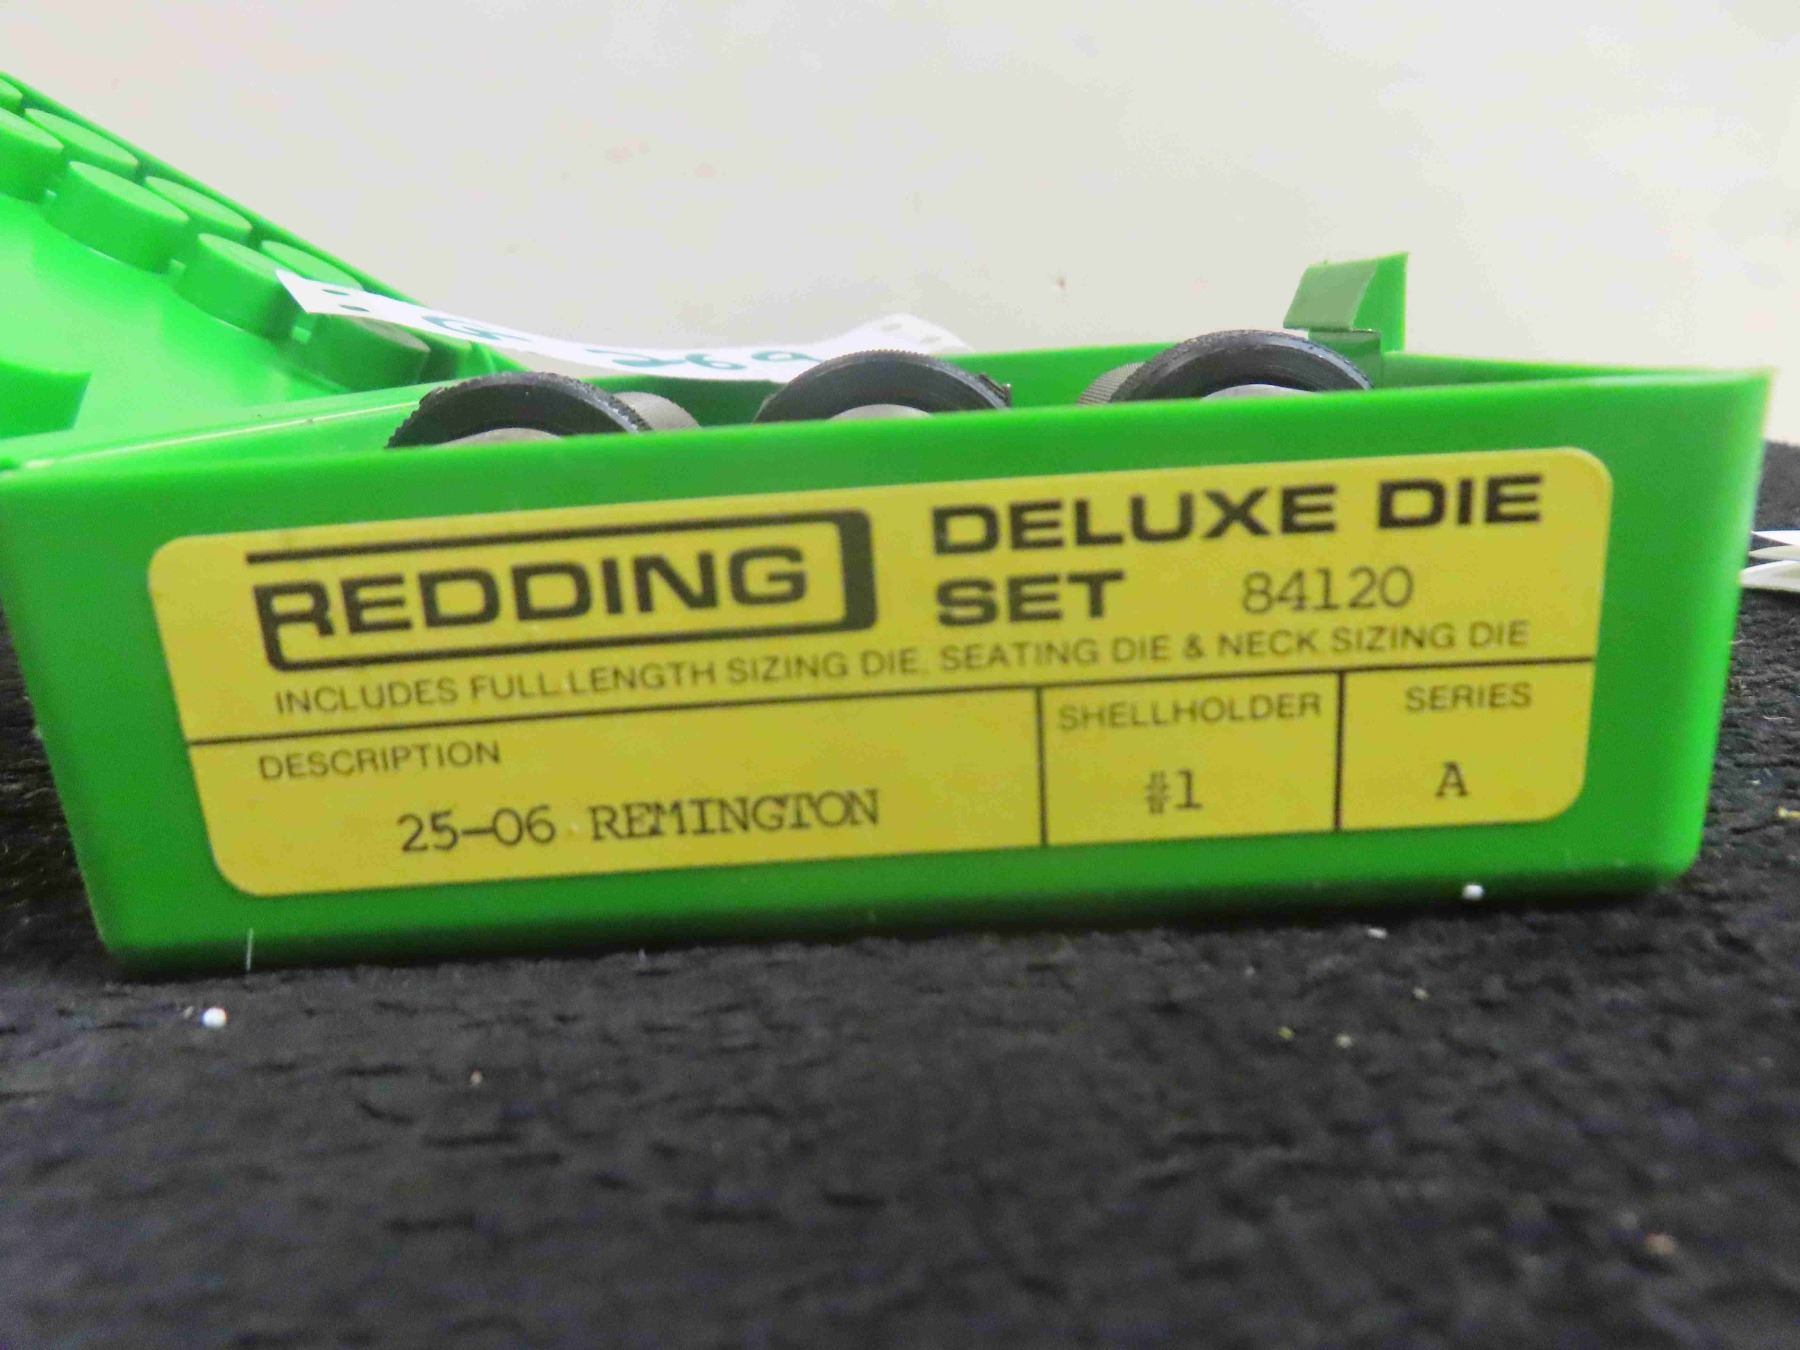 REDDING
DELUXE DIE
SET 84120
INCLUDES FULL LENGTH SIZING DIE, SEATING DIE & NECK SIZING DIE
DESCRIPTION
25-06 REMINGTON
SHELLHOLDER
#1
SERIES
A